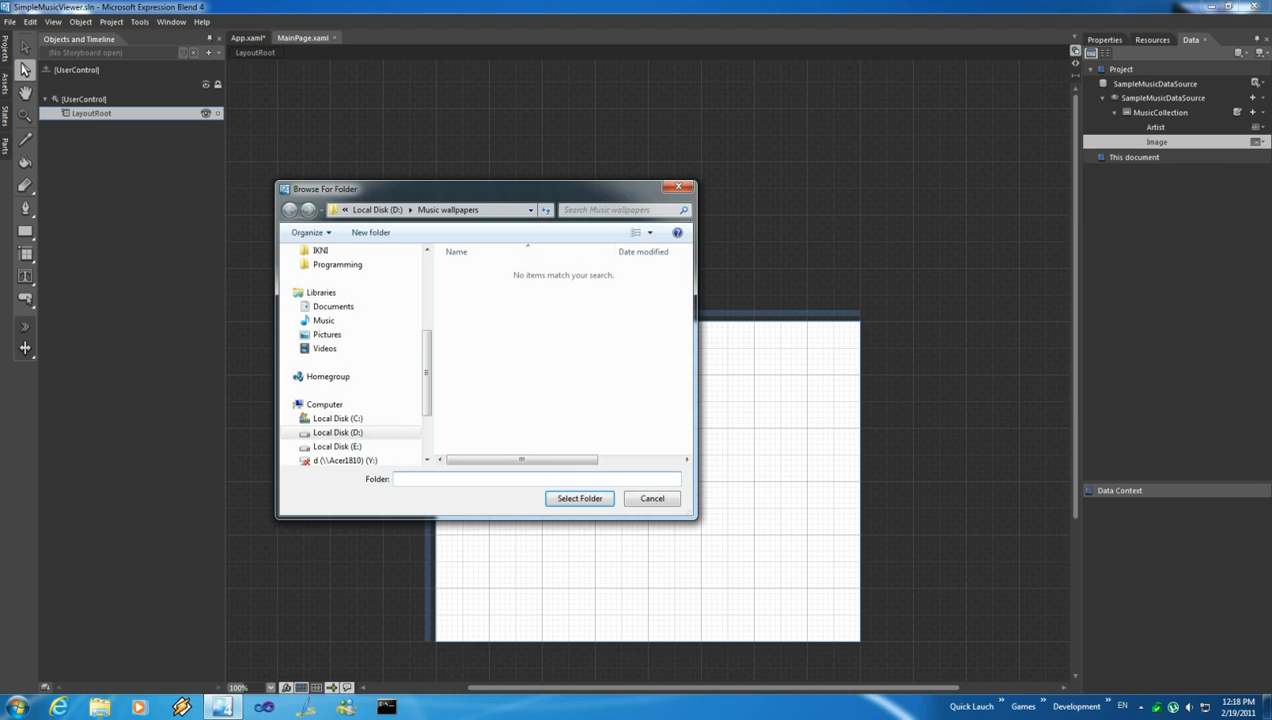 SimpleMusicViewer.sln - Microsoft Expression Blend 4
File Edit View Object Project Tools Window Help
Projects
Assets
States
Parts
Objects and Timeline
(No Storyboard open)
[UserControl]
[UserControl]
LayoutRoot
App.xaml* MainPage.xaml ×
LayoutRoot
Browse For Folder
« Local Disk (D:) ▸ Music wallpapers
Search Music wallpapers
Organize New folder
IKNI
Programming
Libraries
Documents
Music
Pictures
Videos
Homegroup
Computer
Local Disk (C:)
Local Disk (D:)
Local Disk (E:)
d (\\Acer1810) (Y:)
Name Date modified
No items match your search.
Folder:
Select Folder Cancel
Properties Resources Data ×
Project
SampleMusicDataSource
SampleMusicDataSource
MusicCollection
Artist
Image
This document
Data Context
100%
Quick Lauch » Games » Development » EN
12:18 PM
2/19/2011